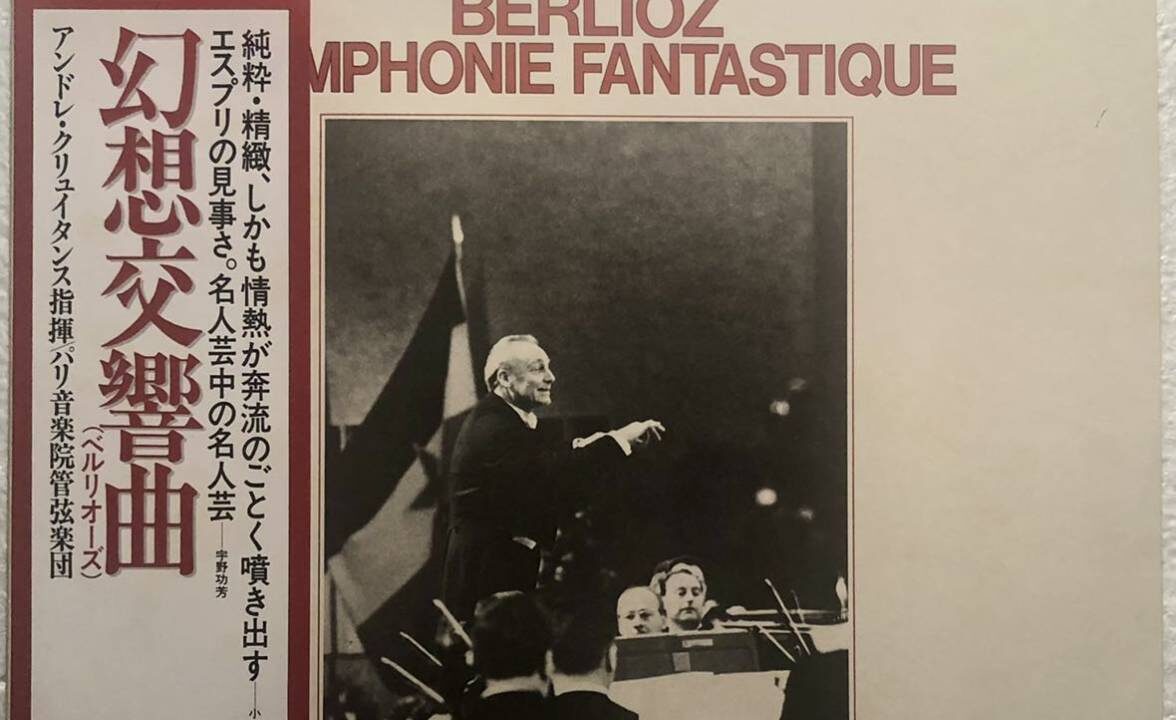 BERLIOZ
MPHONIE FANTASTIQUE
純粋・精緻、しかも情熱が奔流のごとく噴き出す——小
エスプリの見事さ。名人芸中の名人芸——宇野功芳
幻想交響曲
(ベルリオーズ)
アンドレ・クリュイタンス指揮/パリ音楽院管弦楽団